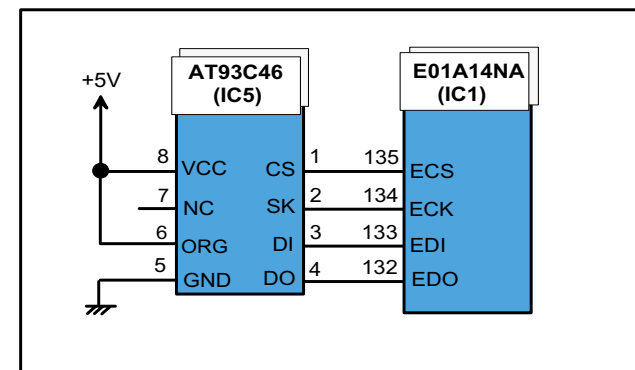 AT93C46
(IC5)
E01A14NA
(IC1)
+5V
8 VCC CS 1 135 ECS
7 NC SK 2 134 ECK
6 ORG DI 3 133 EDI
5 GND DO 4 132 EDO